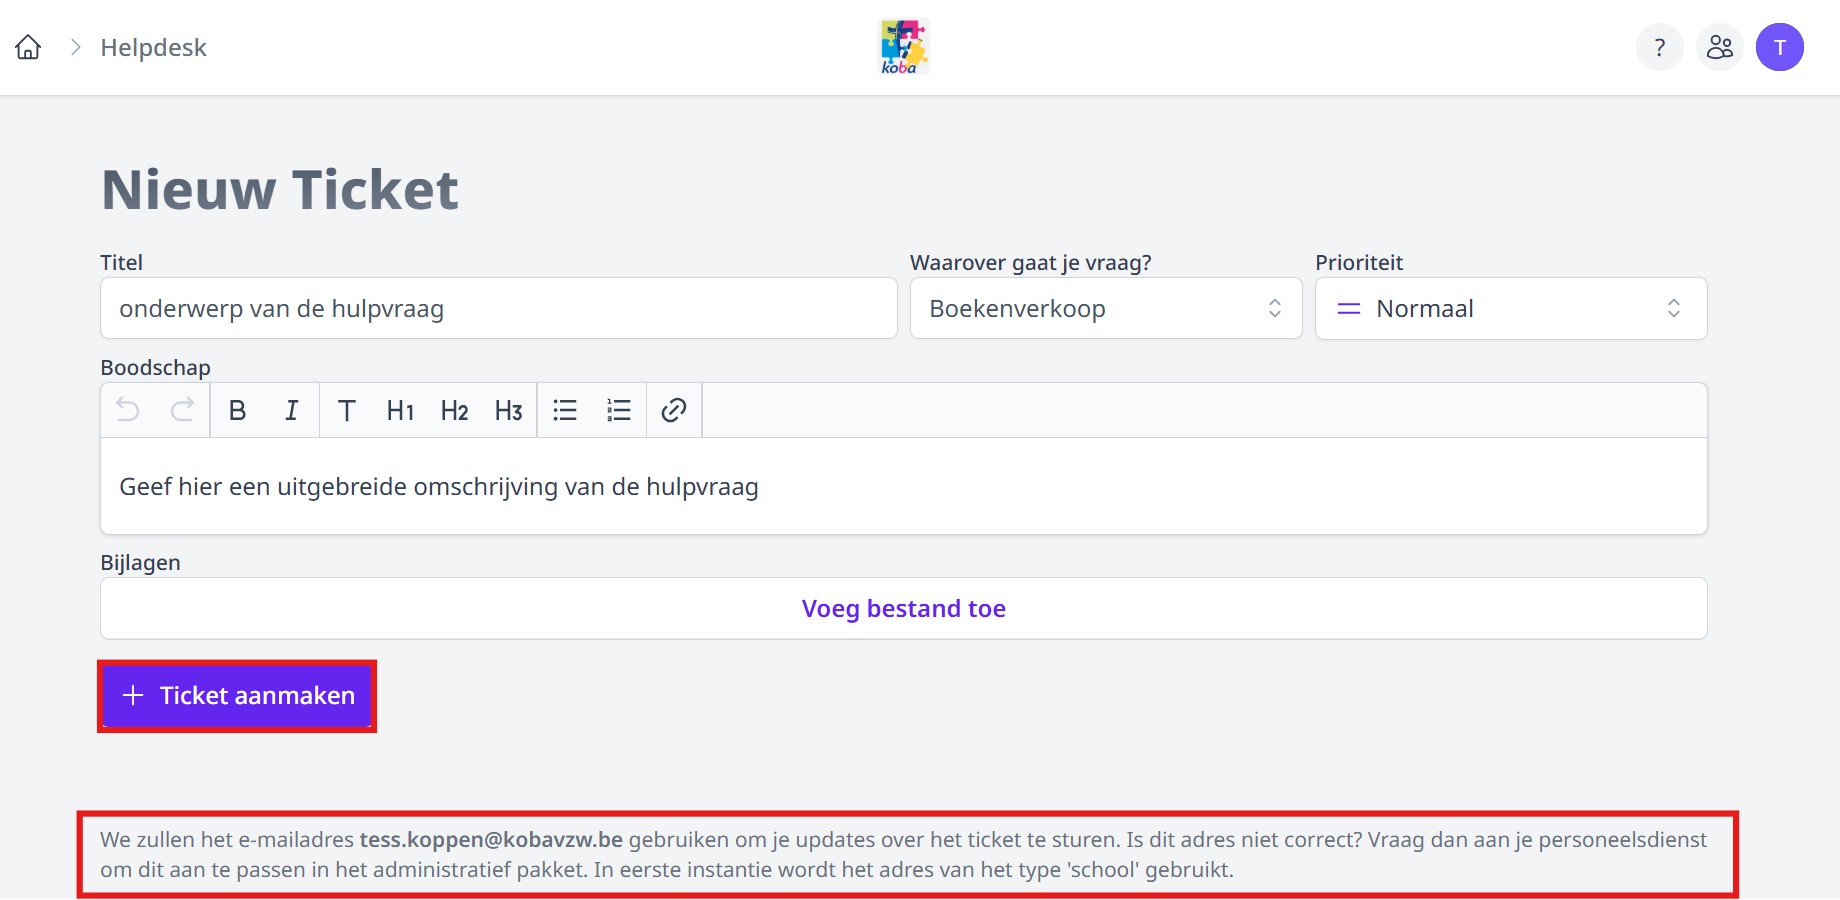 Helpdesk
koba
?
T
Nieuw Ticket
Titel
Waarover gaat je vraag?
Prioriteit
onderwerp van de hulpvraag
Boekenverkoop
Normaal
Boodschap
B I T H1 H2 H3
Geef hier een uitgebreide omschrijving van de hulpvraag
Bijlagen
Voeg bestand toe
+ Ticket aanmaken
We zullen het e-mailadres tess.koppen@kobavzw.be gebruiken om je updates over het ticket te sturen. Is dit adres niet correct? Vraag dan aan je personeelsdienst
om dit aan te passen in het administratief pakket. In eerste instantie wordt het adres van het type 'school' gebruikt.